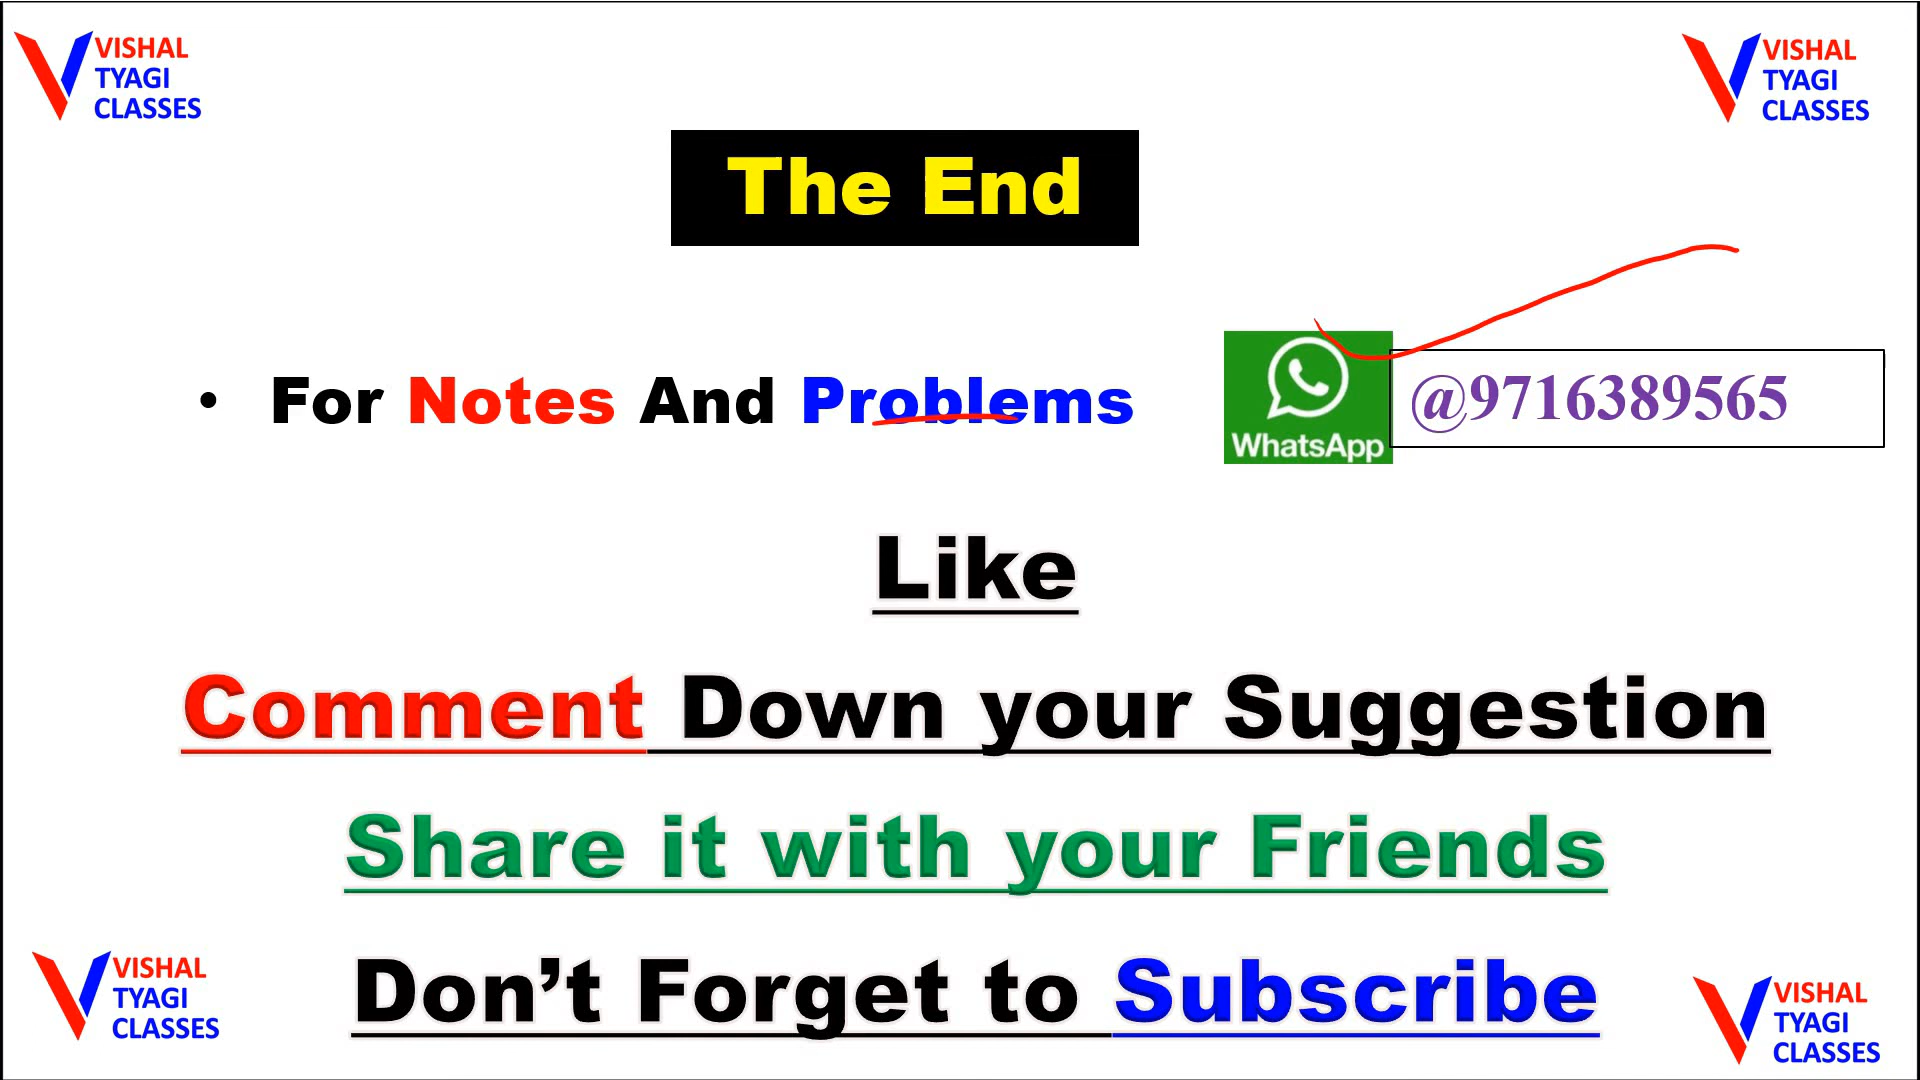 VISHAL
TYAGI
CLASSES
VISHAL
TYAGI
CLASSES
The End
• For Notes And Problems
WhatsApp
@9716389565
Like
Comment Down your Suggestion
Share it with your Friends
Don’t Forget to Subscribe
VISHAL
TYAGI
CLASSES
VISHAL
TYAGI
CLASSES